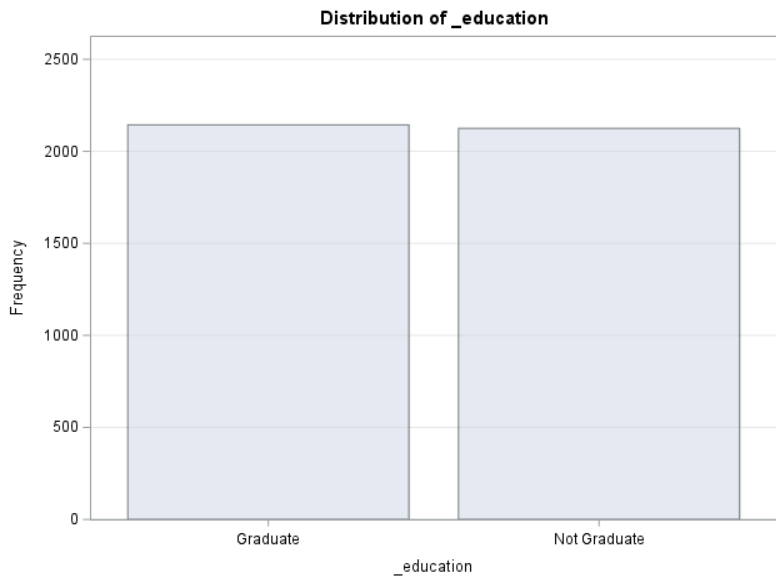 Distribution of _education
2500
2000
1500
1000
500
0
Frequency
Graduate
Not Graduate
_education